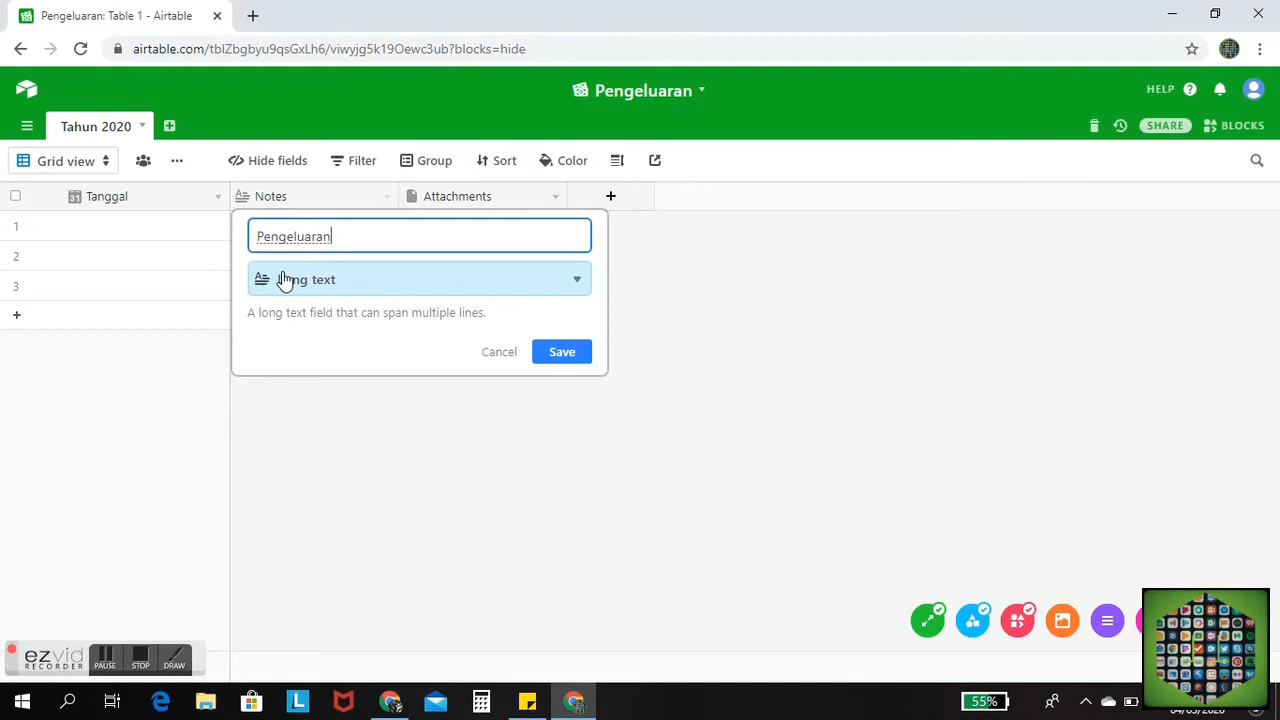 Pengeluaran: Table 1 - Airtable
airtable.com/tblZbgbyu9qsGxLh6/viwyjg5k19Oewc3ub?blocks=hide
Pengeluaran
HELP
Tahun 2020
SHARE
BLOCKS
Grid view
Hide fields
Filter
Group
Sort
Color
31 Tanggal
Notes
Attachments
1
Pengeluaran
2
ng text
3
A long text field that can span multiple lines.
Cancel
Save
ezvid
RECORDER
PAUSE
STOP
DRAW
55%